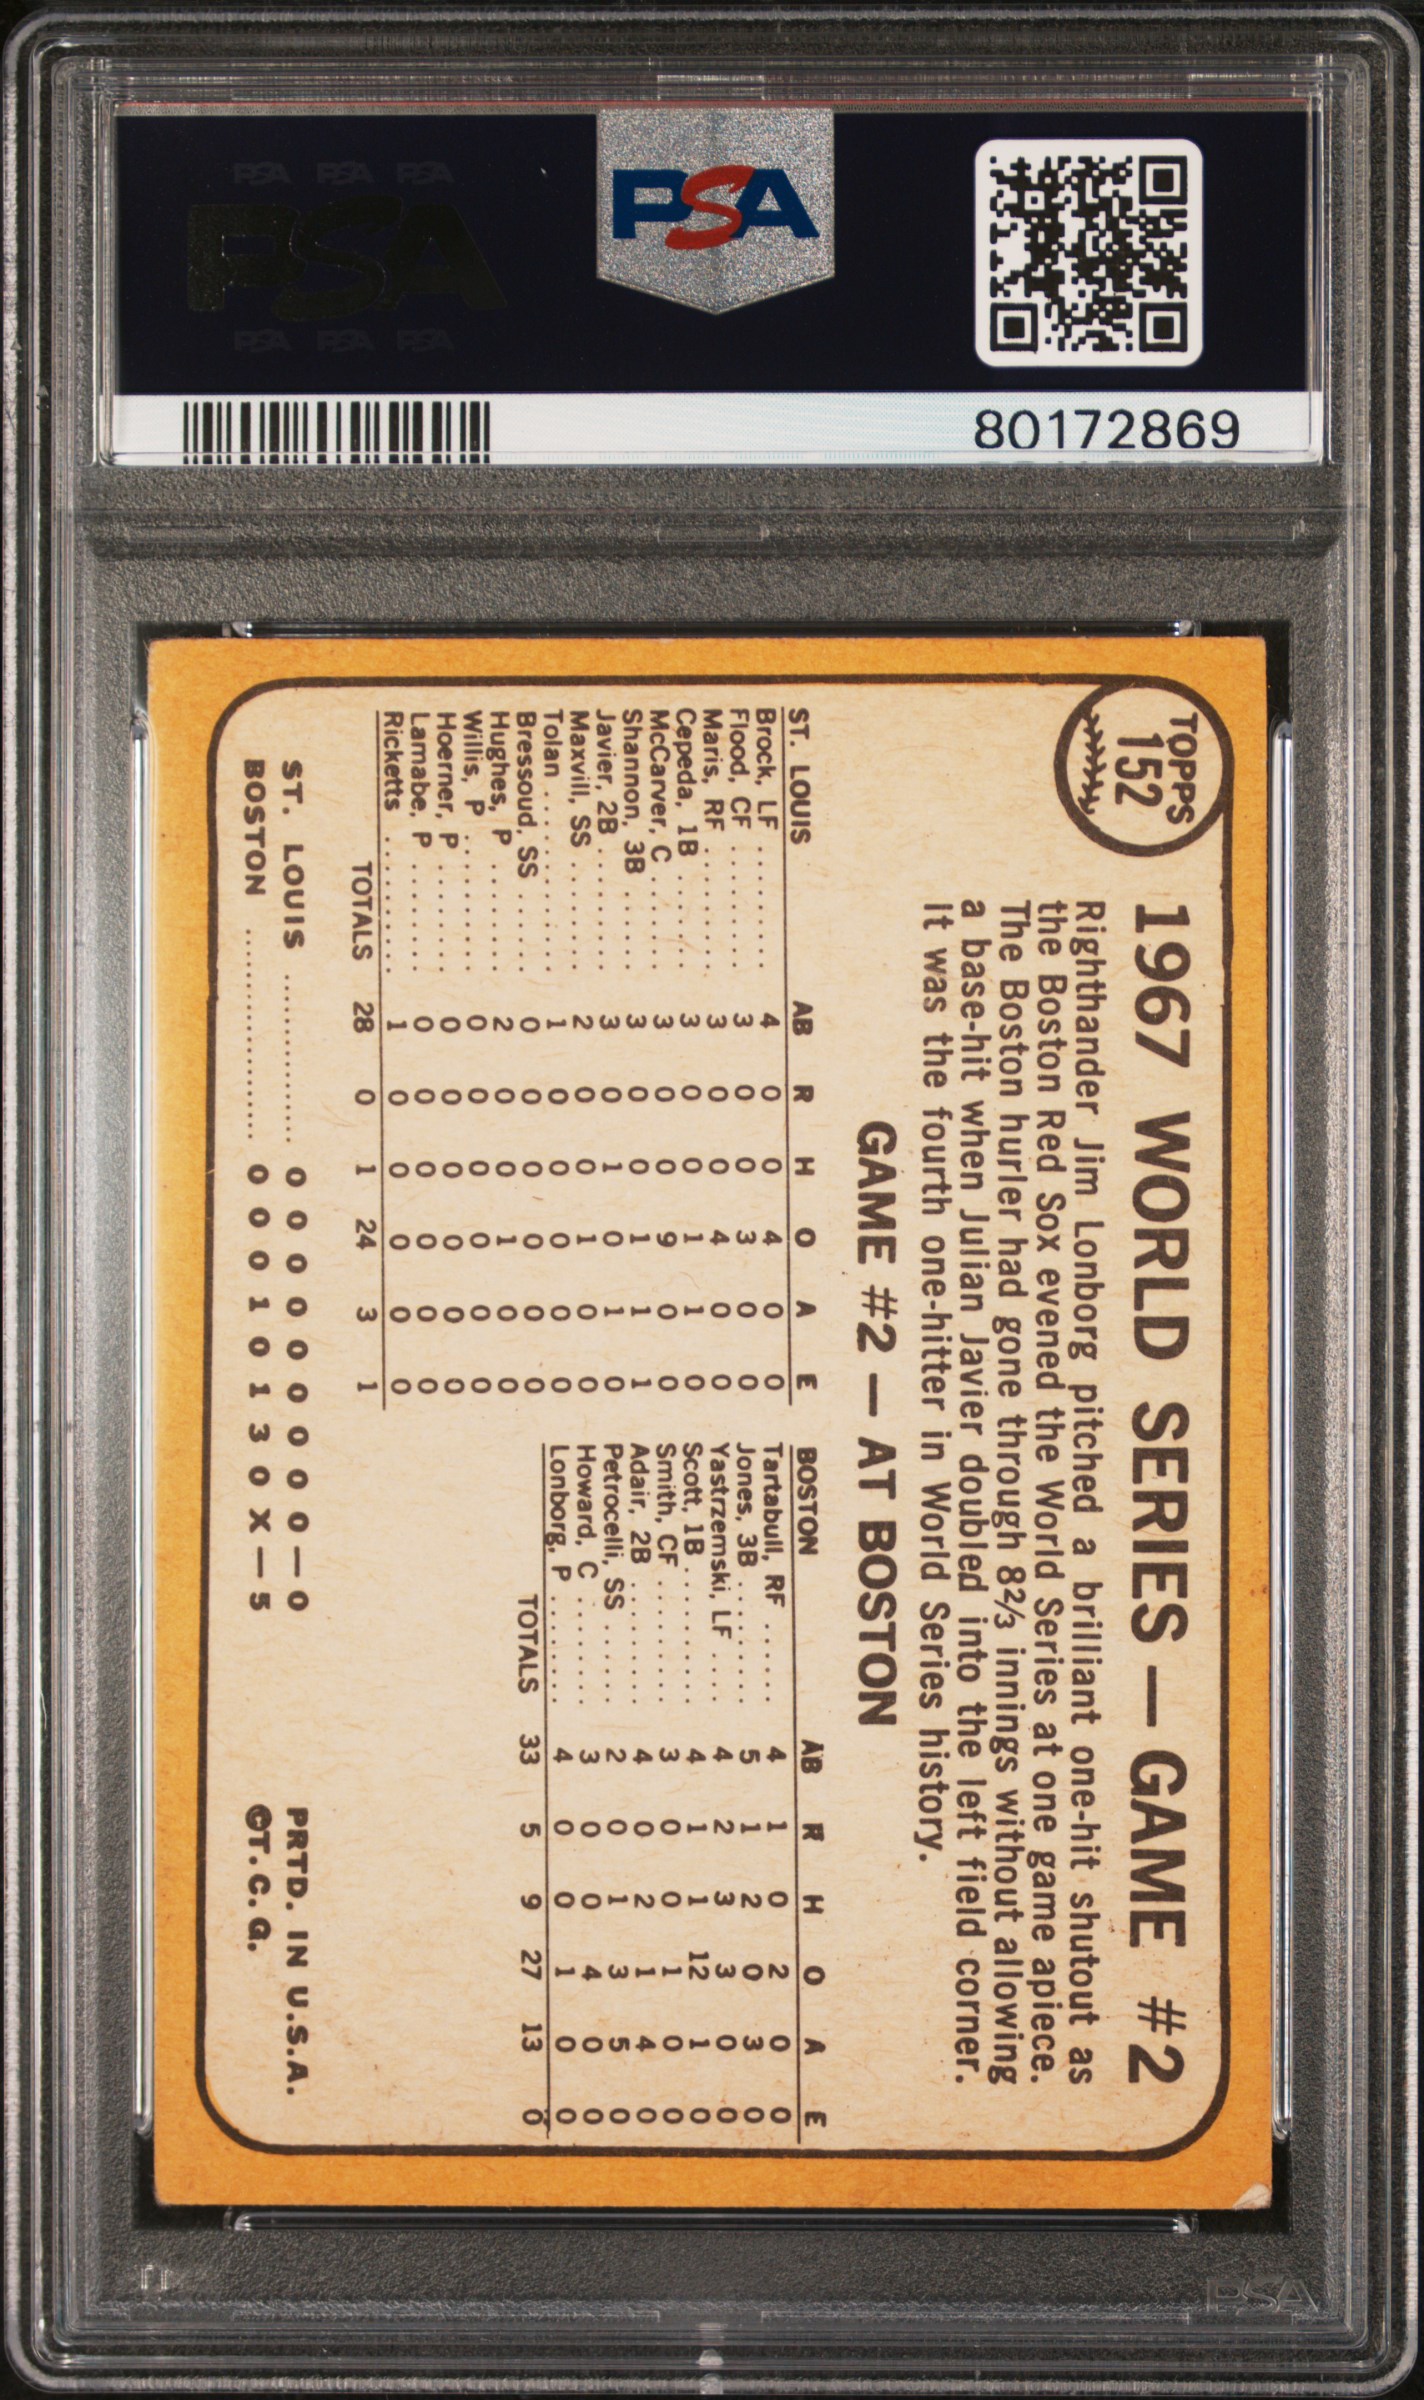 PSA PSA PSA
PSA
PSA PSA PSA
PSA
80172869
TOPPS
152
1967 WORLD SERIES — GAME #2
Righthander Jim Lonborg pitched a brilliant one-hit shutout as
the Boston Red Sox evened the World Series at one game apiece.
The Boston hurler had gone through 8⅔ innings without allowing
a base-hit when Julian Javier doubled into the left field corner.
It was the fourth one-hitter in World Series history.
GAME #2 — AT BOSTON
ST. LOUIS AB R H O A E
Brock, LF ......... 4 0 0 4 0 0
Flood, CF ......... 3 0 0 3 0 0
Maris, RF ......... 3 0 0 4 0 0
Cepeda, 1B ....... 3 0 0 1 1 0
McCarver, C ...... 3 0 0 9 0 0
Shannon, 3B ..... 3 0 0 1 1 1
Javier, 2B ......... 3 0 1 0 1 0
Maxvill, SS ....... 2 0 0 1 0 0
Tolan ............. 1 0 0 0 0 0
Bressoud, SS ..... 0 0 0 0 0 0
Hughes, P ........ 2 0 0 1 0 0
Willis, P .......... 0 0 0 0 0 0
Hoerner, P ....... 0 0 0 0 0 0
Lamabe, P ........ 0 0 0 0 0 0
Ricketts .......... 1 0 0 0 0 0
TOTALS 28 0 1 24 3 1
BOSTON AB R H O A E
Tartabull, RF ...... 4 1 0 2 0 0
Jones, 3B ......... 5 1 2 0 3 0
Yastrzemski, LF .... 4 2 3 3 0 0
Scott, 1B .......... 4 1 1 12 1 0
Smith, CF ......... 3 0 0 1 0 0
Adair, 2B ......... 4 0 2 1 4 0
Petrocelli, SS ...... 2 0 1 3 5 0
Howard, C ........ 3 0 0 4 0 0
Lonborg, P ........ 4 0 0 1 0 0
TOTALS 33 5 9 27 13 0
ST. LOUIS .................. 0 0 0 0 0 0 0 0 0—0
BOSTON ...................... 0 0 0 1 0 1 3 0 X—5
PRTD. IN U.S.A.
©T.C.G.
PSA